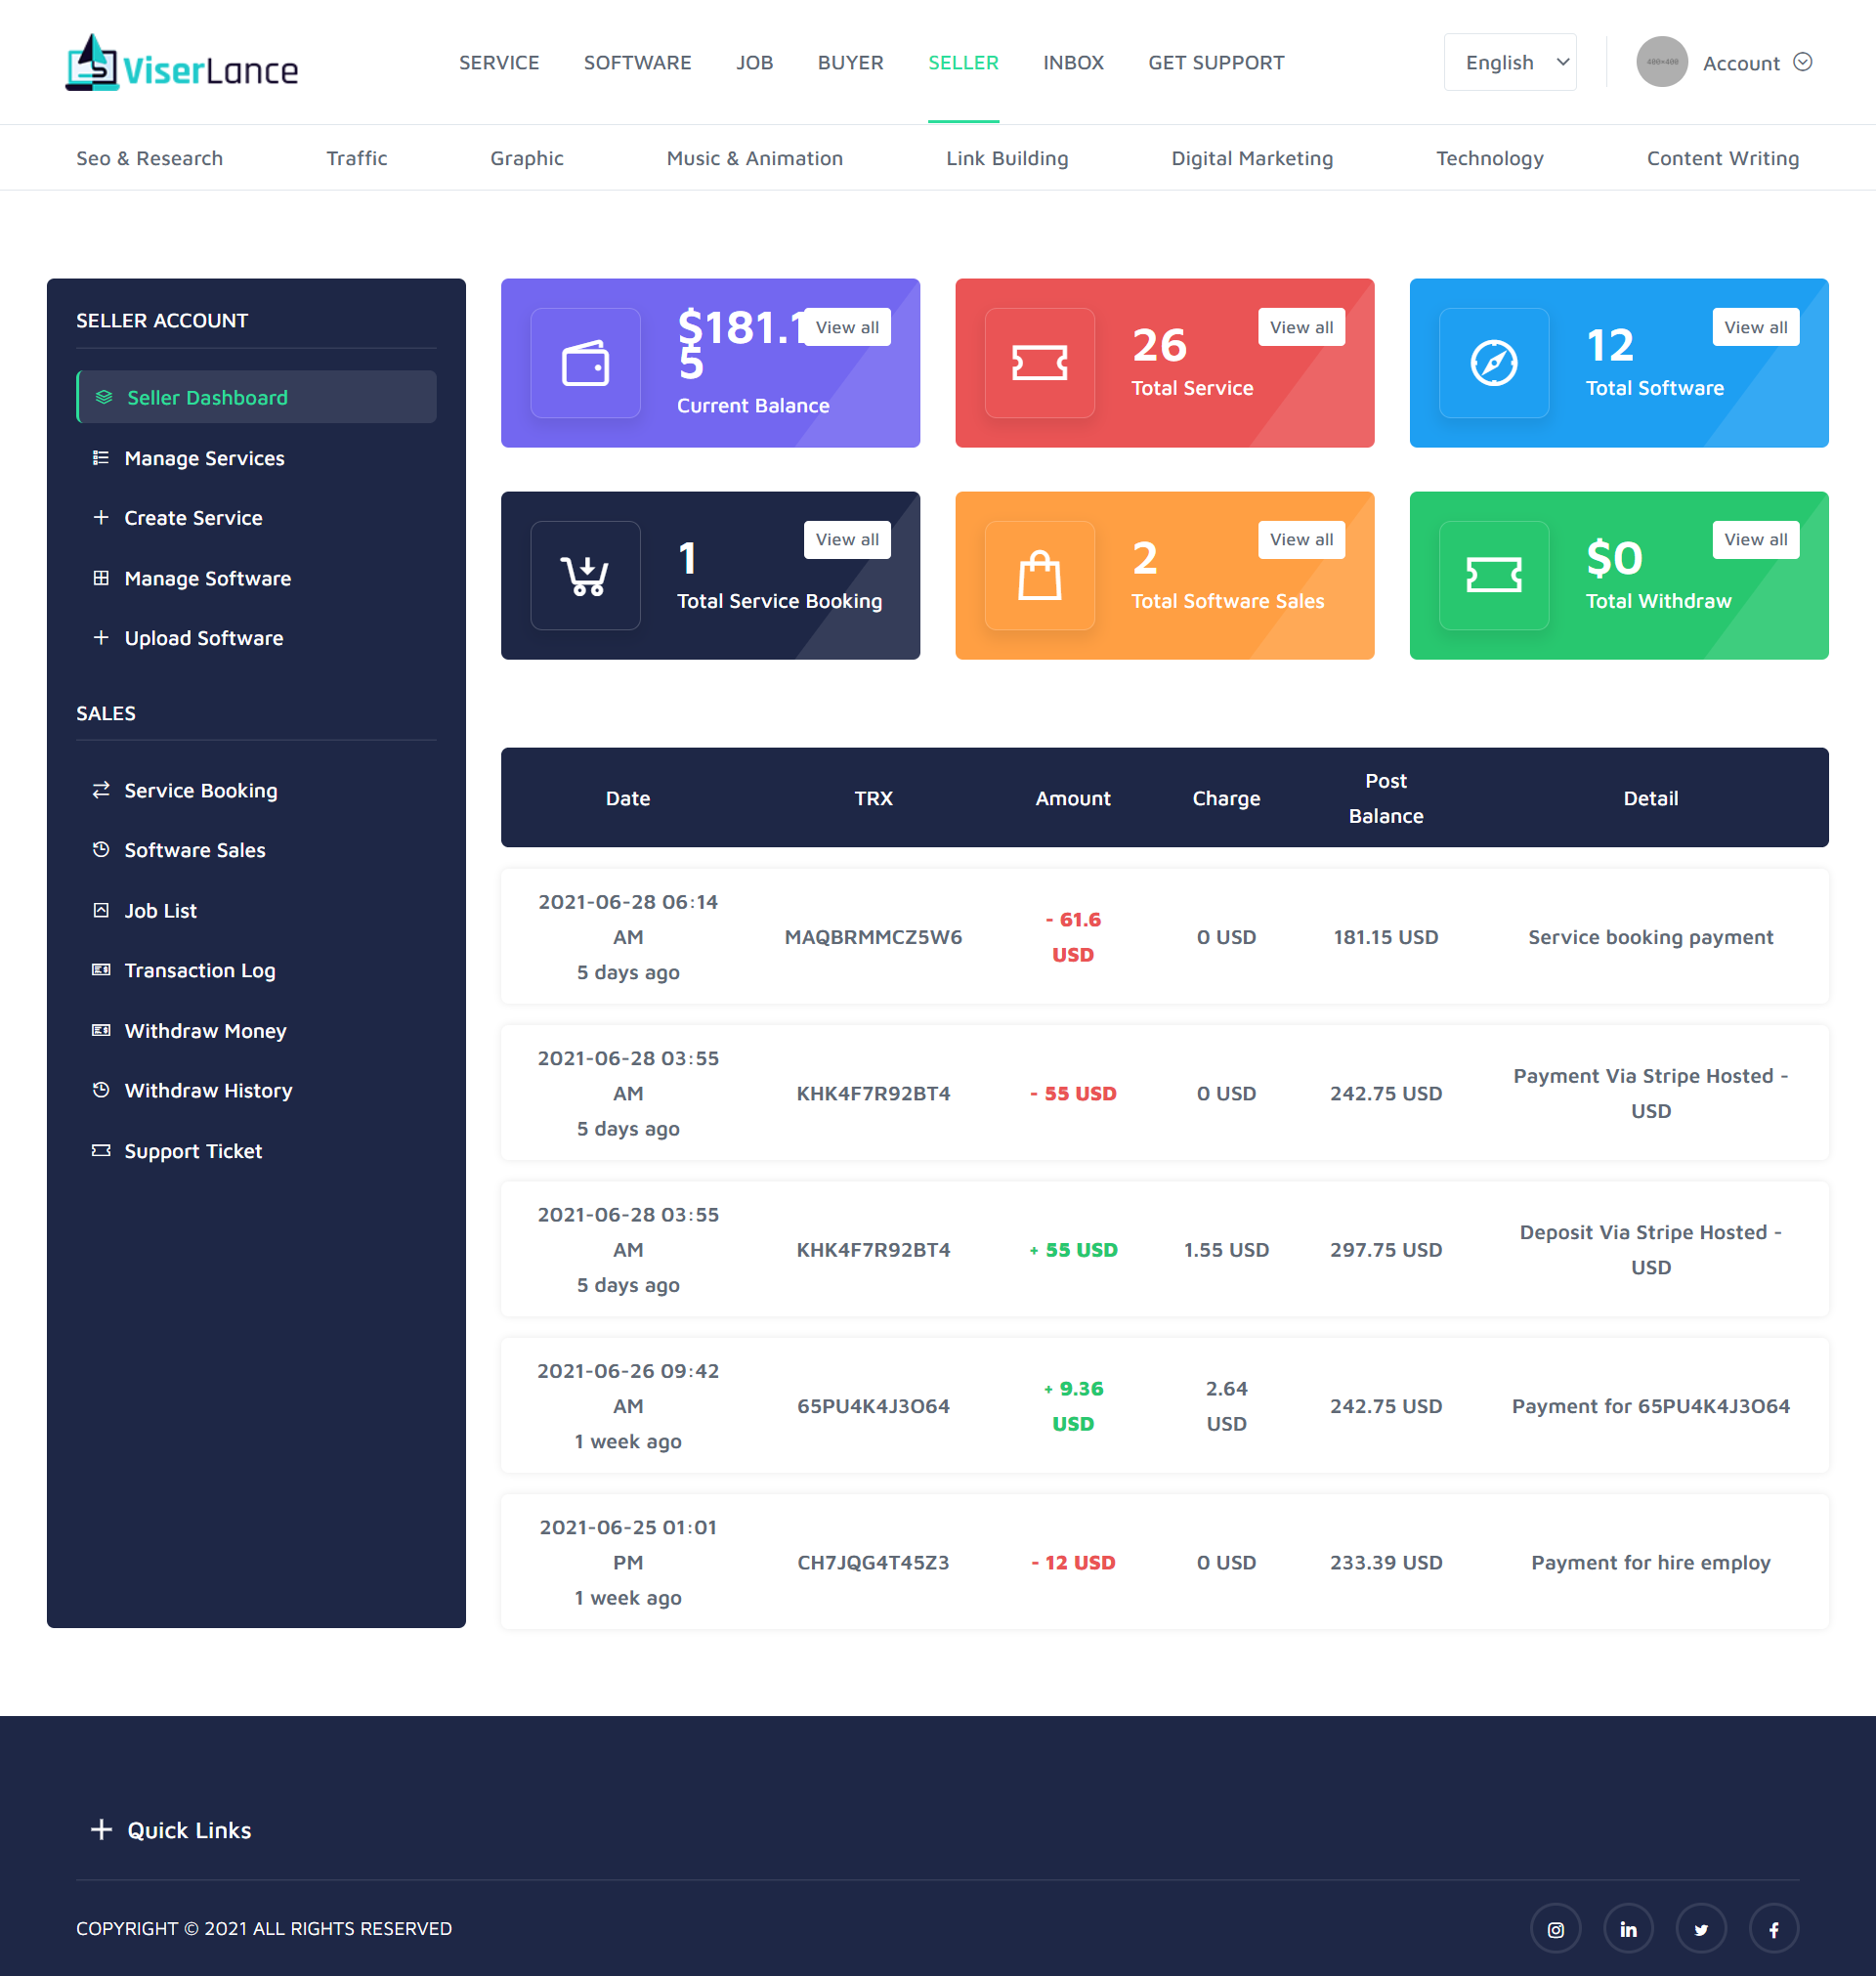 ViserLance
SERVICE SOFTWARE JOB BUYER SELLER INBOX GET SUPPORT
English
400×400
Account
Seo & Research Traffic Graphic Music & Animation Link Building Digital Marketing Technology Content Writing
SELLER ACCOUNT
Seller Dashboard
Manage Services
Create Service
Manage Software
Upload Software
SALES
Service Booking
Software Sales
Job List
Transaction Log
Withdraw Money
Withdraw History
Support Ticket
$181.1
5
Current Balance
View all
26
Total Service
View all
12
Total Software
View all
1
Total Service Booking
View all
2
Total Software Sales
View all
$0
Total Withdraw
View all
Date TRX Amount Charge Post
Balance Detail
2021-06-28 06:14
AM
5 days ago
MAQBRMMCZ5W6
- 61.6
USD
0 USD
181.15 USD
Service booking payment
2021-06-28 03:55
AM
5 days ago
KHK4F7R92BT4
- 55 USD
0 USD
242.75 USD
Payment Via Stripe Hosted -
USD
2021-06-28 03:55
AM
5 days ago
KHK4F7R92BT4
+ 55 USD
1.55 USD
297.75 USD
Deposit Via Stripe Hosted -
USD
2021-06-26 09:42
AM
1 week ago
65PU4K4J3O64
+ 9.36
USD
2.64
USD
242.75 USD
Payment for 65PU4K4J3O64
2021-06-25 01:01
PM
1 week ago
CH7JQG4T45Z3
- 12 USD
0 USD
233.39 USD
Payment for hire employ
Quick Links
COPYRIGHT © 2021 ALL RIGHTS RESERVED